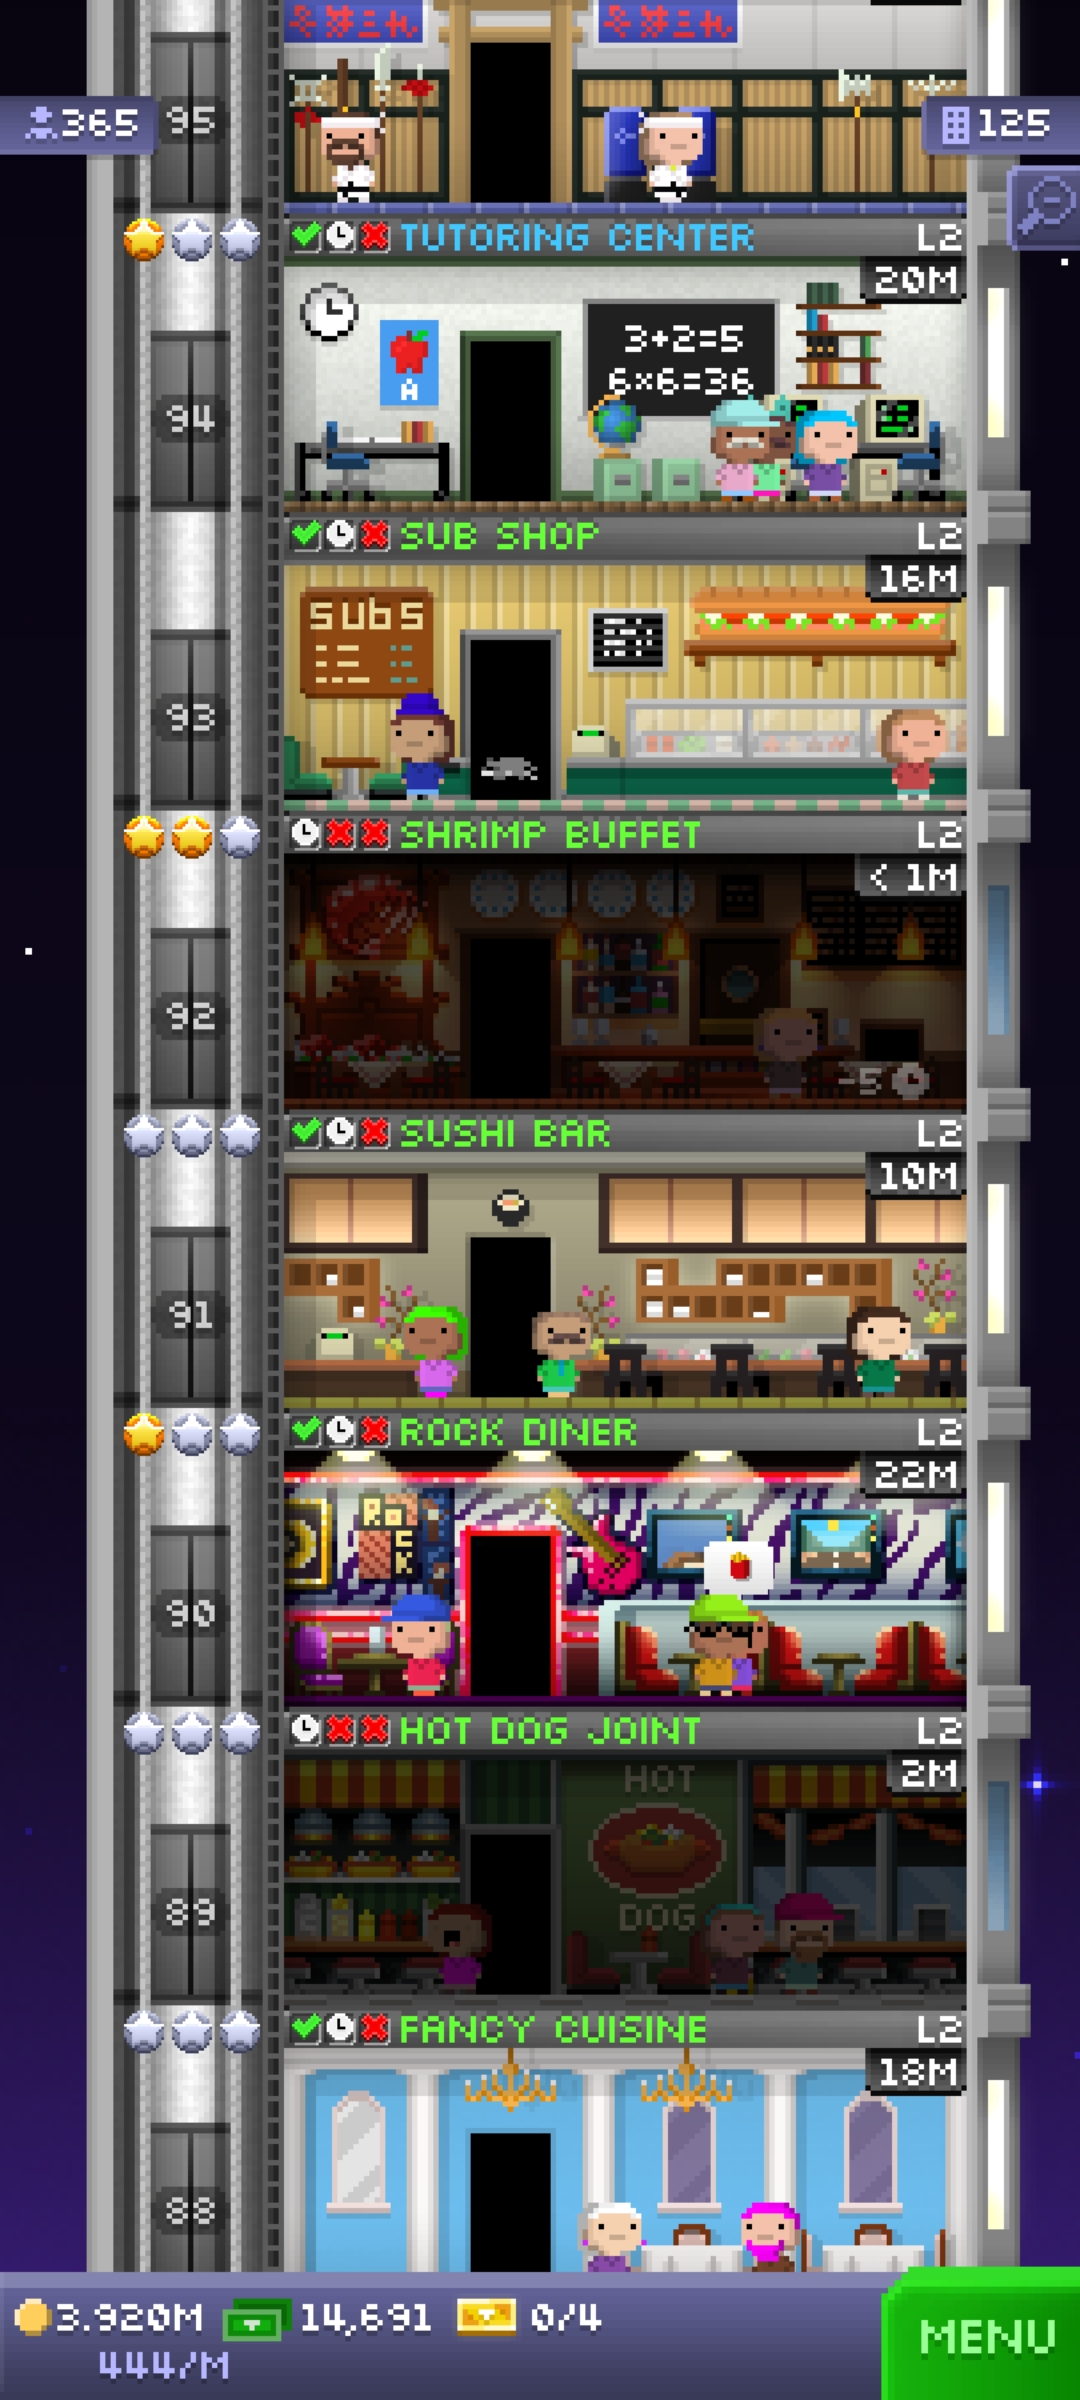 365
95
125
TUTORING CENTER L2
20M
3+2=5
6×6=36
A
94
SUB SHOP L2
16M
SUBS
93
SHRIMP BUFFET L2
< 1M
92
-5
SUSHI BAR L2
10M
91
ROCK DINER L2
22M
ROCK
90
HOT DOG JOINT L2
2M
HOT
DOG
89
FANCY CUISINE L2
18M
88
3.920M 14,691 0/4
444/M
MENU